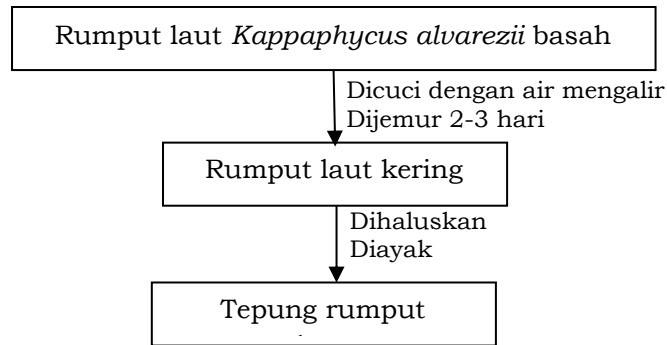 Rumput laut Kappaphycus alvarezii basah
Dicuci dengan air mengalir
Dijemur 2-3 hari
Rumput laut kering
Dihaluskan
Diayak
Tepung rumput